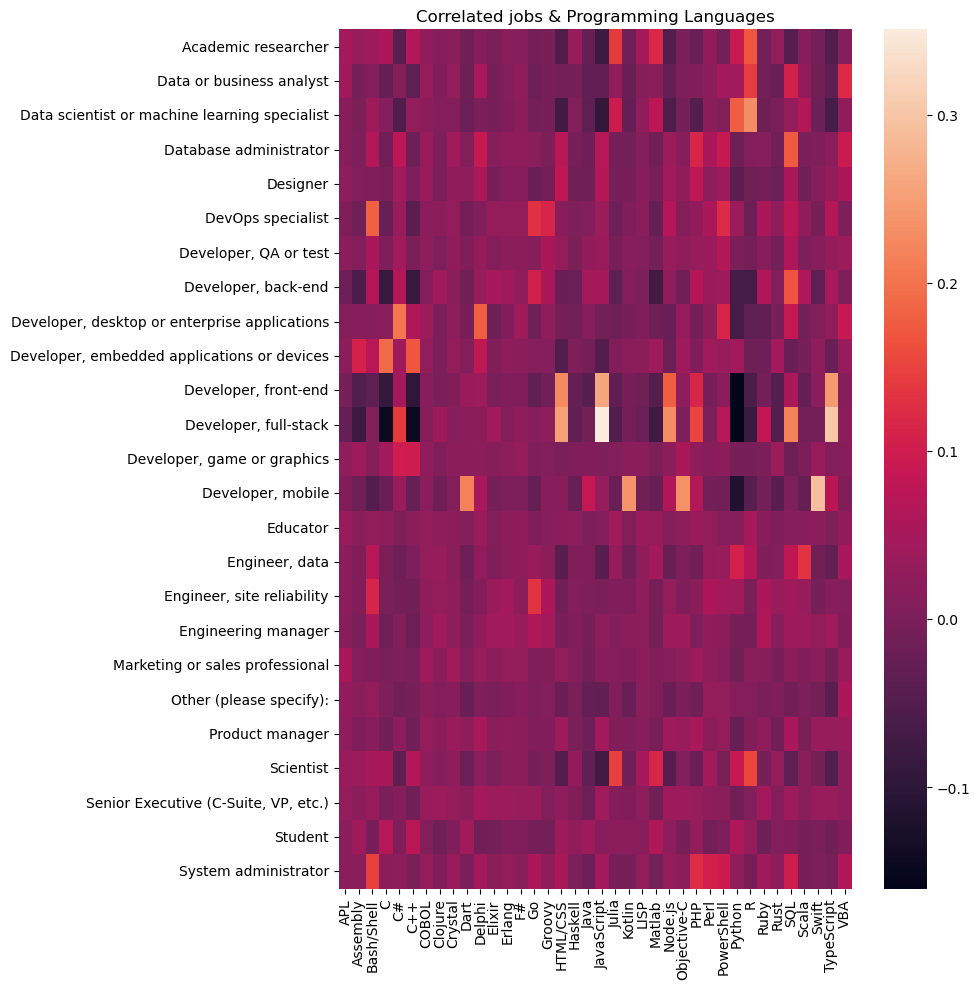 Correlated jobs & Programming Languages
Academic researcher
Data or business analyst
Data scientist or machine learning specialist
Database administrator
Designer
DevOps specialist
Developer, QA or test
Developer, back-end
Developer, desktop or enterprise applications
Developer, embedded applications or devices
Developer, front-end
Developer, full-stack
Developer, game or graphics
Developer, mobile
Educator
Engineer, data
Engineer, site reliability
Engineering manager
Marketing or sales professional
Other (please specify):
Product manager
Scientist
Senior Executive (C-Suite, VP, etc.)
Student
System administrator
APL
Assembly
Bash/Shell
C
C#
C++
COBOL
Clojure
Crystal
Dart
Delphi
Elixir
Erlang
F#
Go
Groovy
HTML/CSS
Haskell
Java
JavaScript
Julia
Kotlin
LISP
Matlab
Node.js
Objective-C
PHP
Perl
PowerShell
Python
R
Ruby
Rust
SQL
Scala
Swift
TypeScript
VBA
0.3
0.2
0.1
0.0
−0.1